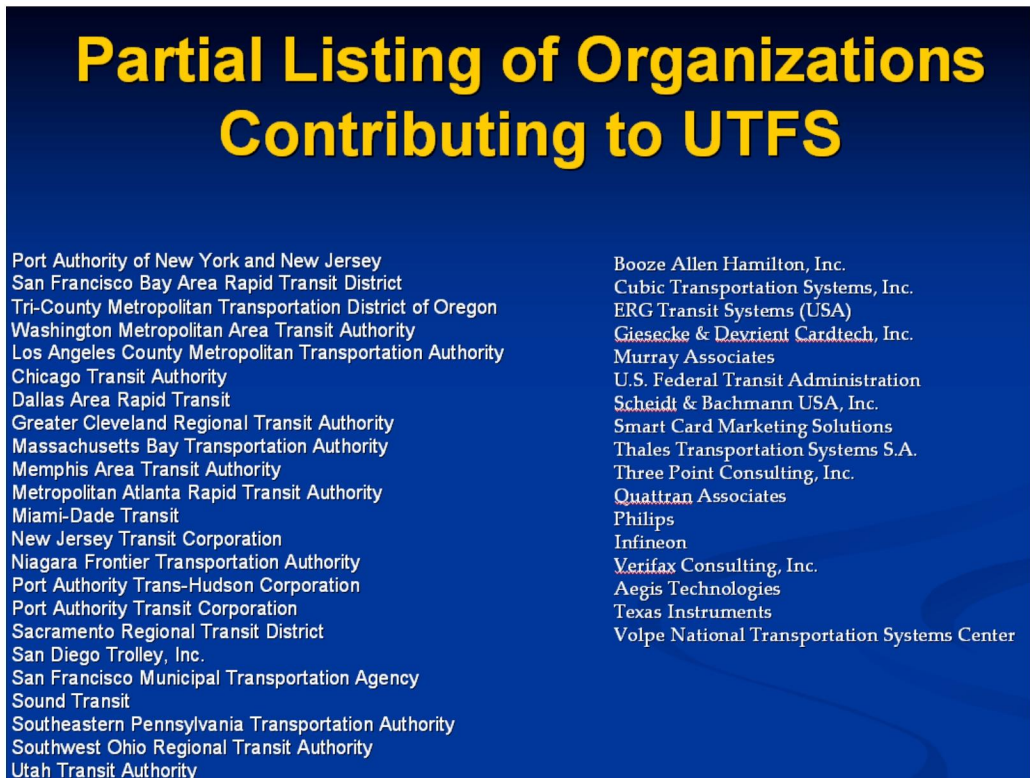 Partial Listing of Organizations
Contributing to UTFS
Port Authority of New York and New Jersey
San Francisco Bay Area Rapid Transit District
Tri-County Metropolitan Transportation District of Oregon
Washington Metropolitan Area Transit Authority
Los Angeles County Metropolitan Transportation Authority
Chicago Transit Authority
Dallas Area Rapid Transit
Greater Cleveland Regional Transit Authority
Massachusetts Bay Transportation Authority
Memphis Area Transit Authority
Metropolitan Atlanta Rapid Transit Authority
Miami-Dade Transit
New Jersey Transit Corporation
Niagara Frontier Transportation Authority
Port Authority Trans-Hudson Corporation
Port Authority Transit Corporation
Sacramento Regional Transit District
San Diego Trolley, Inc.
San Francisco Municipal Transportation Agency
Sound Transit
Southeastern Pennsylvania Transportation Authority
Southwest Ohio Regional Transit Authority
Utah Transit Authority
Booze Allen Hamilton, Inc.
Cubic Transportation Systems, Inc.
ERG Transit Systems (USA)
Giesecke & Devrient Cardtech, Inc.
Murray Associates
U.S. Federal Transit Administration
Scheidt & Bachmann USA, Inc.
Smart Card Marketing Solutions
Thales Transportation Systems S.A.
Three Point Consulting, Inc.
Quattran Associates
Philips
Infineon
Verifax Consulting, Inc.
Aegis Technologies
Texas Instruments
Volpe National Transportation Systems Center